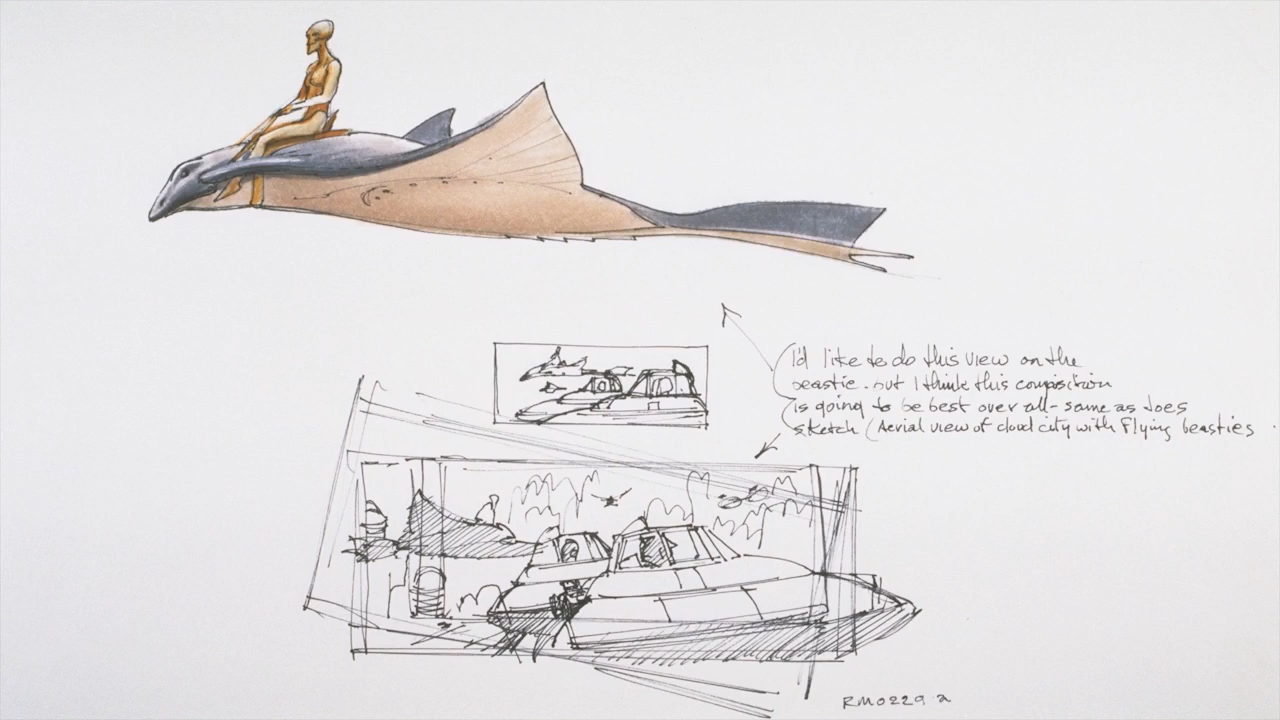 I'd like to do this view on the
beastie. but I think this composition
is going to be best over all - same as Joes
sketch (Aerial view of cloud city with Flying beasties
RM0229 a